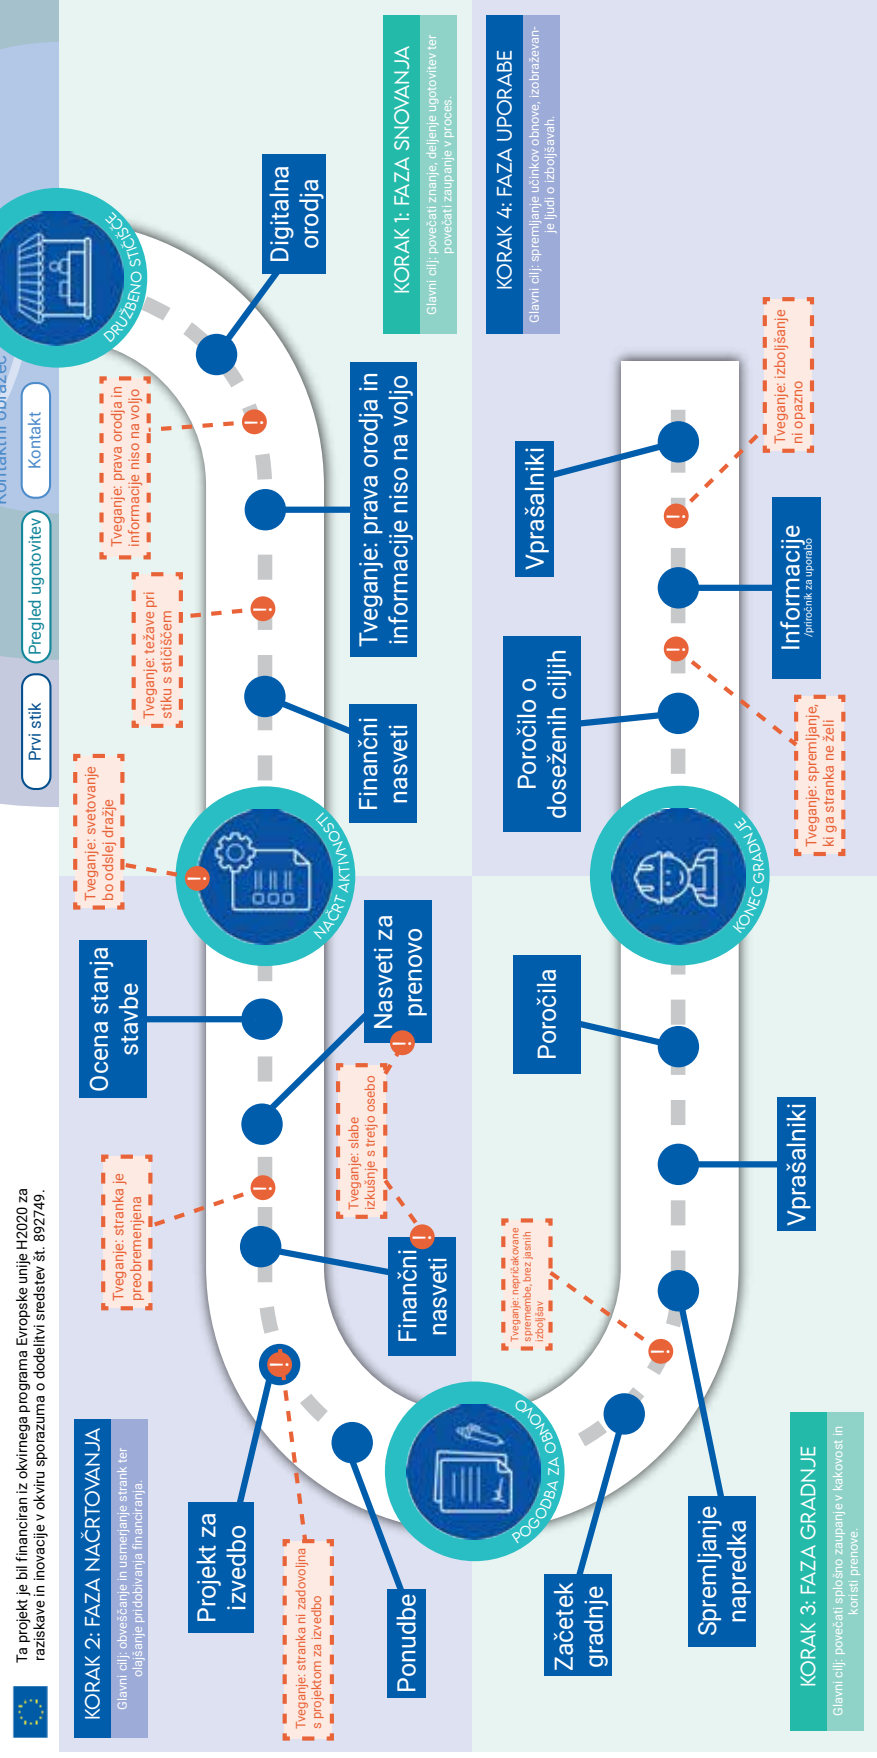 Kontaktni obrazec
Prvi stik
Pregled ugotovitev
Kontakt
Ta projekt je bil financiran iz okvirnega programa Evropske unije H2020 za
raziskave in inovacije v okviru sporazuma o dodelitvi sredstev št. 892749.
KORAK 1: FAZA SNOVANJA
Glavni cilj: povečati znanje, deljenje ugotovitev ter
povečati zaupanje v proces.
DRUŽBENO STIČIŠČE
Digitalna
orodja
Tveganje: prava orodja in
informacije niso na voljo
Tveganje: prava orodja in
informacije niso na voljo
Tveganje: težave pri
stiku s stičiščem
Finančni
nasveti
Tveganje: svetovanje
bo odslej dražje
NAČRT AKTIVNOSTI
KORAK 2: FAZA NAČRTOVANJA
Glavni cilj: obveščanje in usmerjanje strank ter
olajšanje pridobivanja financiranja.
Ocena stanja
stavbe
Nasveti za
prenovo
Tveganje: slabe
izkušnje s tretjo osebo
Tveganje: stranka je
preobremenjena
Finančni
nasveti
Projekt za
izvedbo
Tveganje: stranka ni zadovoljna
s projektom za izvedbo
Ponudbe
POGODBA ZA OBNOVO
KORAK 3: FAZA GRADNJE
Glavni cilj: povečati splošno zaupanje v kakovost in
koristi prenove.
Začetek
gradnje
Tveganje: nepričakovane
spremembe, brez jasnih
izboljšav
Spremljanje
napredka
Vprašalniki
Poročila
KONEC GRADNJE
KORAK 4: FAZA UPORABE
Glavni cilj: spremljanje učinkov obnove, izobraževan-
je ljudi o izboljšavah.
Poročilo o
doseženih ciljih
Tveganje: spremljanje,
ki ga stranka ne želi
Informacije
/priročnik za uporabo
Tveganje: izboljšanje
ni opazno
Vprašalniki